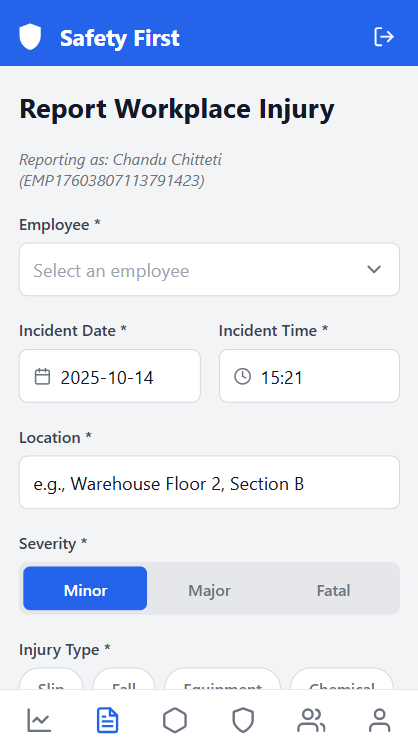 Safety First
Report Workplace Injury
Reporting as: Chandu Chitteti
(EMP17603807113791423)
Employee *
Select an employee
Incident Date *
Incident Time *
2025-10-14
15:21
Location *
e.g., Warehouse Floor 2, Section B
Severity *
Minor
Major
Fatal
Injury Type *
Slip
Fall
Equipment
Chemical